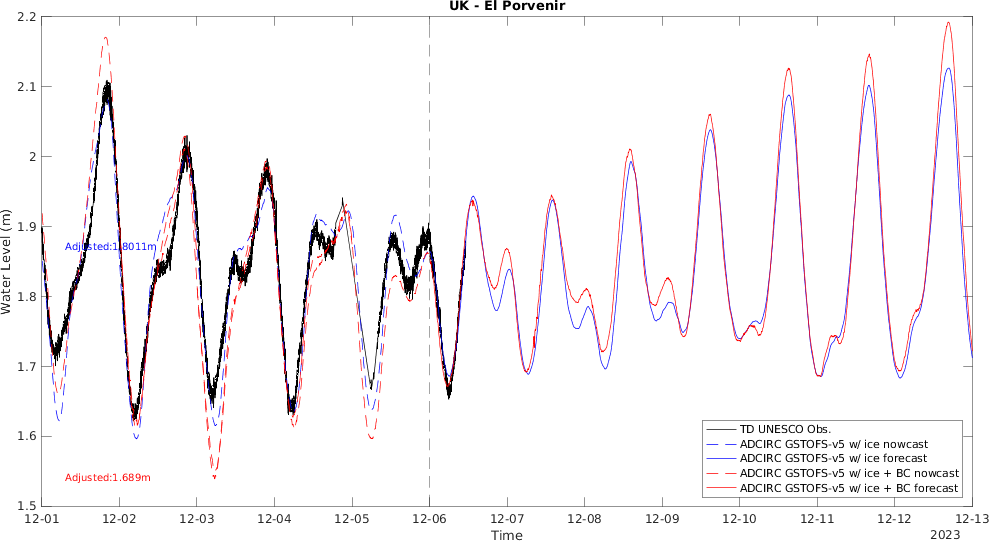 UK - El Porvenir
2.2
2.1
2
1.9
1.8
1.7
1.6
1.5
Water Level (m)
Adjusted:1.8011m
Adjusted:1.689m
TD UNESCO Obs.
ADCIRC GSTOFS-v5 w/ ice nowcast
ADCIRC GSTOFS-v5 w/ ice forecast
ADCIRC GSTOFS-v5 w/ ice + BC nowcast
ADCIRC GSTOFS-v5 w/ ice + BC forecast
12-01 12-02 12-03 12-04 12-05 12-06 12-07 12-08 12-09 12-10 12-11 12-12 12-13
Time
2023